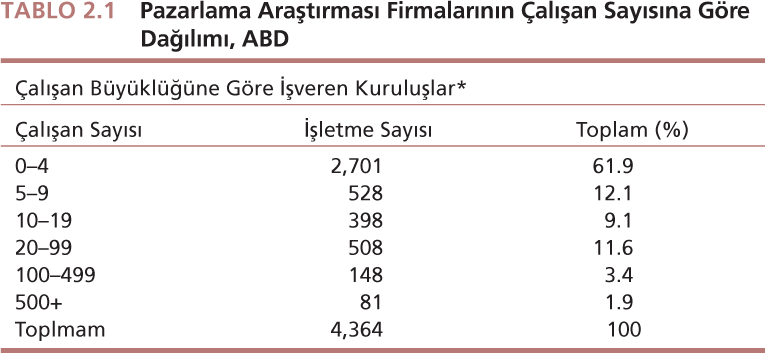 TABLO 2.1 Pazarlama Araştırması Firmalarının Çalışan Sayısına Göre
Dağılımı, ABD
Çalışan Büyüklüğüne Göre İşveren Kuruluşlar*
Çalışan Sayısı İşletme Sayısı Toplam (%)
0–4 2,701 61.9
5–9 528 12.1
10–19 398 9.1
20–99 508 11.6
100–499 148 3.4
500+ 81 1.9
Toplmam 4,364 100